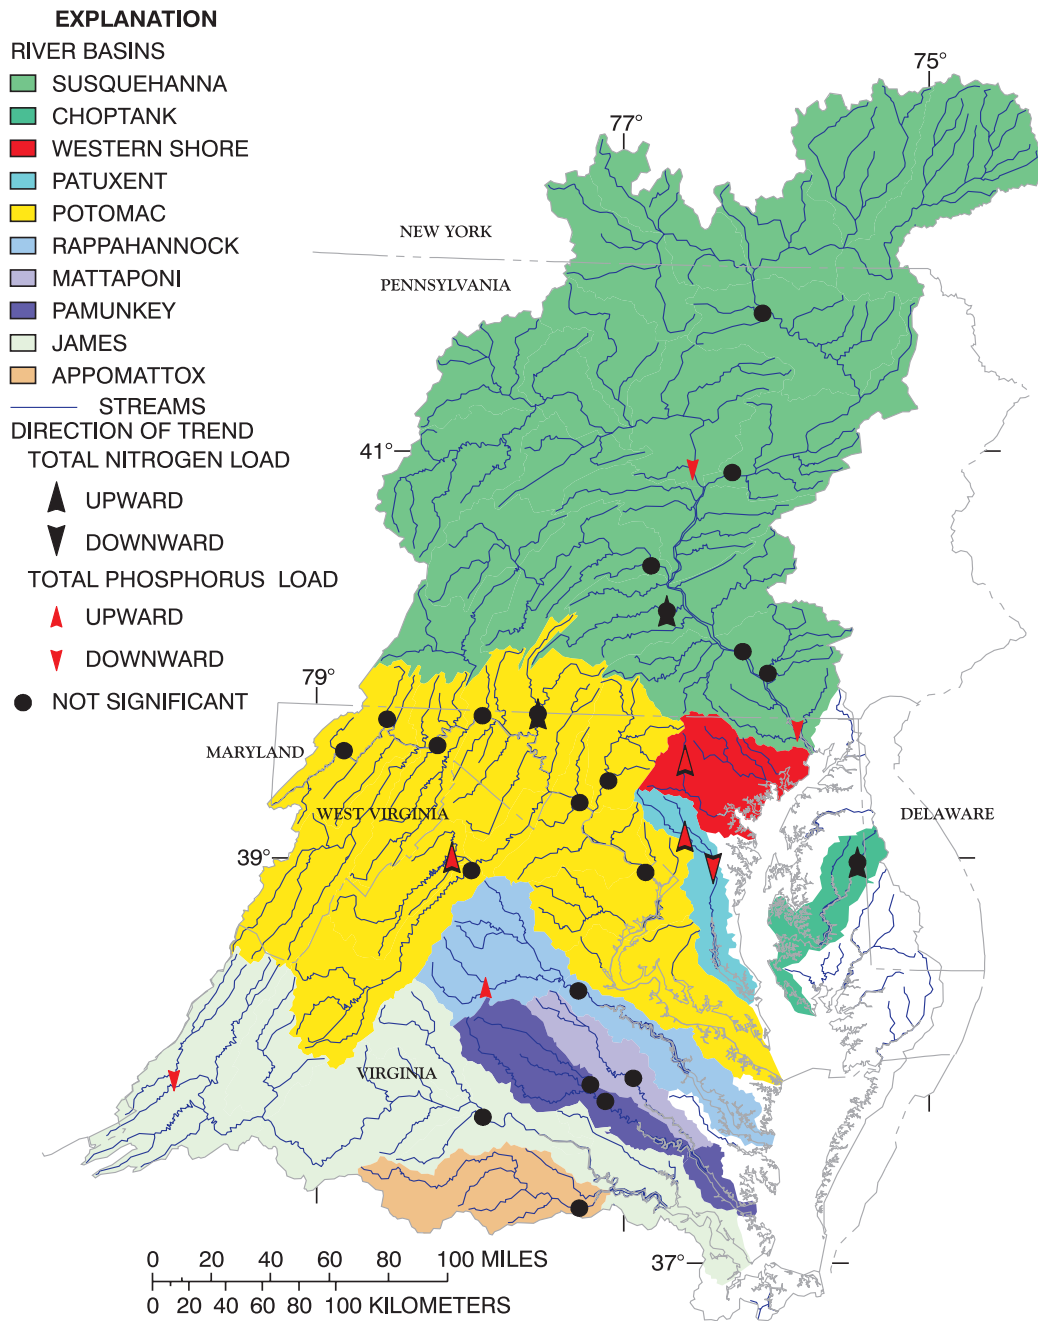 EXPLANATION
RIVER BASINS
SUSQUEHANNA
CHOPTANK
WESTERN SHORE
PATUXENT
POTOMAC
RAPPAHANNOCK
MATTAPONI
PAMUNKEY
JAMES
APPOMATTOX
STREAMS
DIRECTION OF TREND
TOTAL NITROGEN LOAD
UPWARD
DOWNWARD
TOTAL PHOSPHORUS LOAD
UPWARD
DOWNWARD
NOT SIGNIFICANT
75°
77°
NEW YORK
PENNSYLVANIA
41°
79°
MARYLAND
WEST VIRGINIA
DELAWARE
39°
VIRGINIA
37°
0 20 40 60 80 100 MILES
0 20 40 60 80 100 KILOMETERS